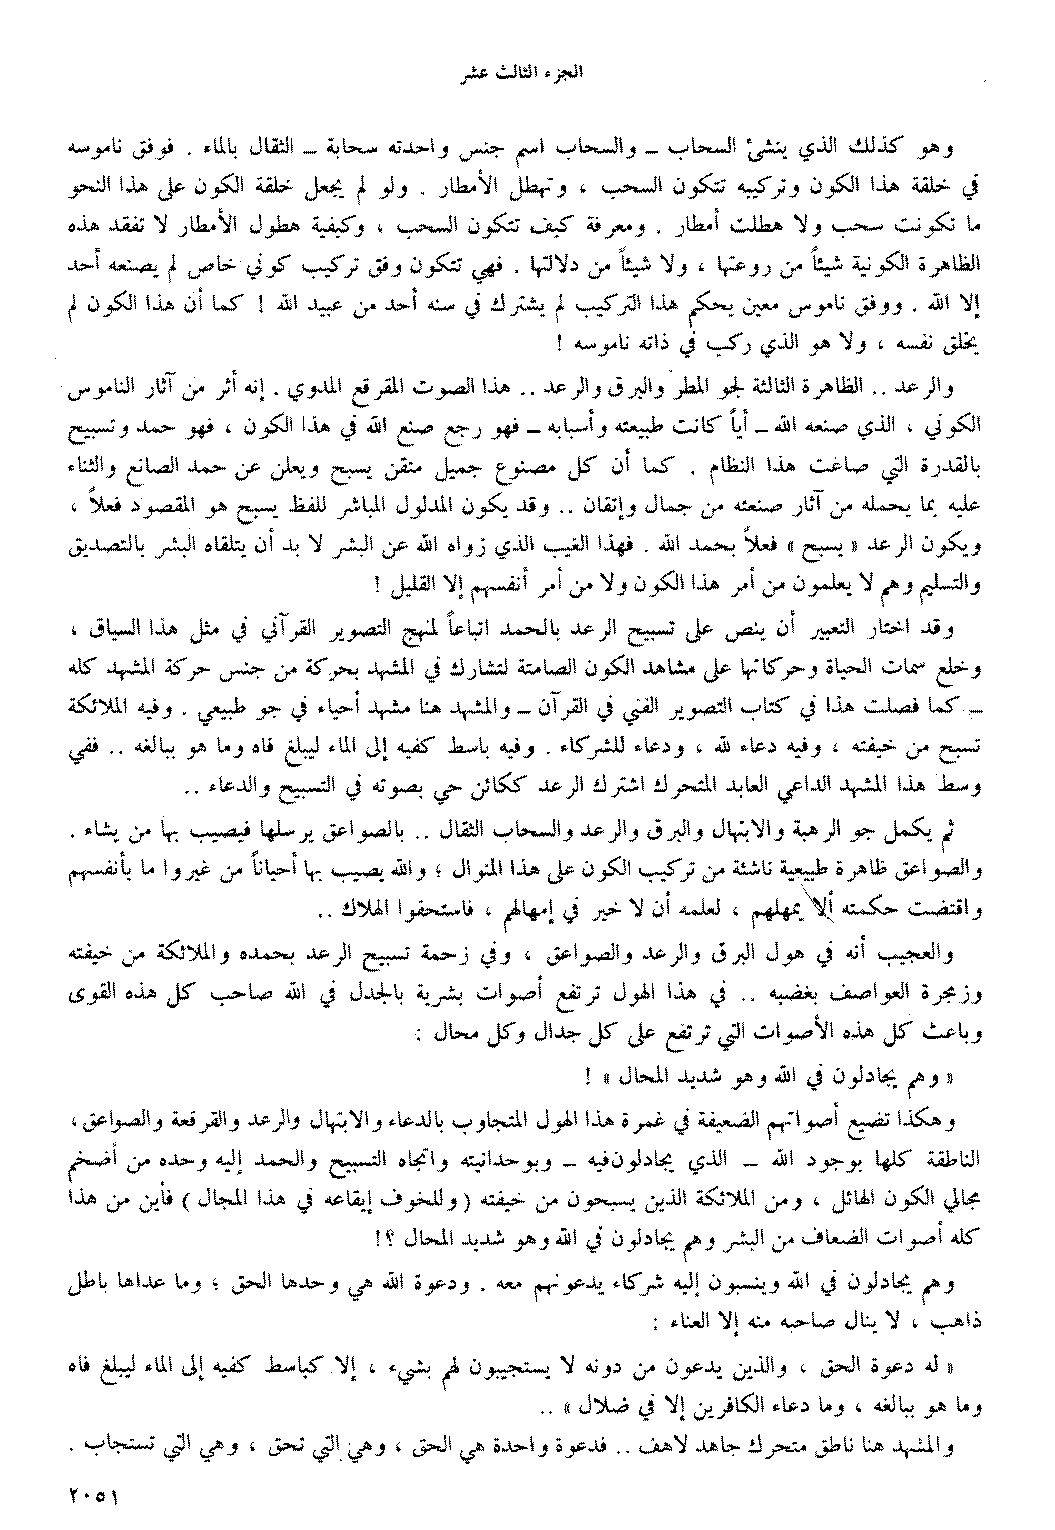 الجزء الثالث عشر
وهو كذلك الذي ينشئ السحاب ــ والسحاب اسم جنس واحدته سحابة ــ الثقال بالماء . فوفق ناموسه
في خلقة هذا الكون وتركيبه تتكون السحب ، وتهطل الأمطار . ولو لم يجعل خلقة الكون على هذا النحو
ما تكونت سحب ولا هطلت أمطار . ومعرفة كيف تتكون السحب ، وكيفية هطول الأمطار لا تفقد هذه
الظاهرة الكونية شيئاً من روعتها ، ولا شيئاً من دلالتها . فهي تتكون وفق تركيب كوني خاص لم يصنعه أحد
إلا الله . ووفق ناموس معين يحكم هذا التركيب لم يشترك في سنه أحد من عبيد الله ! كما أن هذا الكون لم
يخلق نفسه ، ولا هو الذي ركب في ذاته ناموسه !
والرعد .. الظاهرة الثالثة لجو المطر والبرق والرعد .. هذا الصوت المقرقع المدوي . إنه أثر من آثار الناموس
الكوني ، الذي صنعه الله ــ أياً كانت طبيعته وأسبابه ــ فهو رجع صنع الله في هذا الكون ، فهو حمد وتسبيح
بالقدرة التي صاغت هذا النظام . كما أن كل مصنوع جميل متقن يسبح ويعلن عن حمد الصانع والثناء
عليه بما يحمله من آثار صنعته من جمال وإتقان .. وقد يكون المدلول المباشر للفظ يسبح هو المقصود فعلاً ،
ويكون الرعد « يسبح » فعلاً بحمد الله . فهذا الغيب الذي زواه الله عن البشر لا بد أن يتلقاه البشر بالتصديق
والتسليم وهم لا يعلمون من أمر هذا الكون ولا من أمر أنفسهم إلا القليل !
وقد اختار التعبير أن ينص على تسبيح الرعد بالحمد اتباعاً لمنهج التصوير القرآني في مثل هذا السياق ،
وخلع سمات الحياة وحركاتها على مشاهد الكون الصامتة لتشارك في المشهد بحركة من جنس حركة المشهد كله
ــ كما فصلت هذا في كتاب التصوير الفني في القرآن ــ والمشهد هنا مشهد أحياء في جو طبيعي . وفيه الملائكة
تسبح من خيفته ، وفيه دعاء لله ، ودعاء للشركاء . وفيه باسط كفيه إلى الماء ليبلغ فاه وما هو ببالغه .. ففي
وسط هذا المشهد الداعي العابد المتحرك اشترك الرعد ككائن حي بصوته في التسبيح والدعاء ..
ثم يكمل جو الرهبة والابتهال والبرق والرعد والسحاب الثقال .. بالصواعق يرسلها فيصيب بها من يشاء .
والصواعق ظاهرة طبيعية ناشئة من تركيب الكون على هذا المنوال ؛ والله يصيب بها أحياناً من غيروا ما بأنفسهم
واقتضت حكمته ألا يمهلهم ، لعلمه أن لا خير في إمهالهم ، فاستحقوا الهلاك ..
والعجيب أنه في هول البرق والرعد والصواعق ، وفي زحمة تسبيح الرعد بحمده والملائكة من خيفته
وزمجرة العواصف بغضبه .. في هذا الهول ترتفع أصوات بشرية بالجدل في الله صاحب كل هذه القوى
وباعث كل هذه الأصوات التي ترتفع على كل جدال وكل محال :
« وهم يجادلون في الله وهو شديد المحال » !
وهكذا تضيع أصواتهم الضعيفة في غمرة هذا الهول المتجاوب بالدعاء والابتهال والرعد والقرقعة والصواعق ،
الناطقة كلها بوجود الله ــ الذي يجادلون فيه ــ وبوحدانيته واتجاه التسبيح والحمد إليه وحده من أضخم
مجالي الكون الهائل ، ومن الملائكة الذين يسبحون من خيفته ( وللخوف إيقاعه في هذا المجال ) فأين من هذا
كله أصوات الضعاف من البشر وهم يجادلون في الله وهو شديد المحال ؟!
وهم يجادلون في الله وينسبون إليه شركاء يدعونهم معه . ودعوة الله هي وحدها الحق ؛ وما عداها باطل
ذاهب ، لا ينال صاحبه منه إلا العناء :
« له دعوة الحق ، والذين يدعون من دونه لا يستجيبون لهم بشيء ، إلا كباسط كفيه إلى الماء ليبلغ فاه
وما هو ببالغه ، وما دعاء الكافرين إلا في ضلال » ..
والمشهد هنا ناطق متحرك جاهد لاهف .. فدعوة واحدة هي الحق ، وهي التي تحق ، وهي التي تستجاب .
٢٠٥١